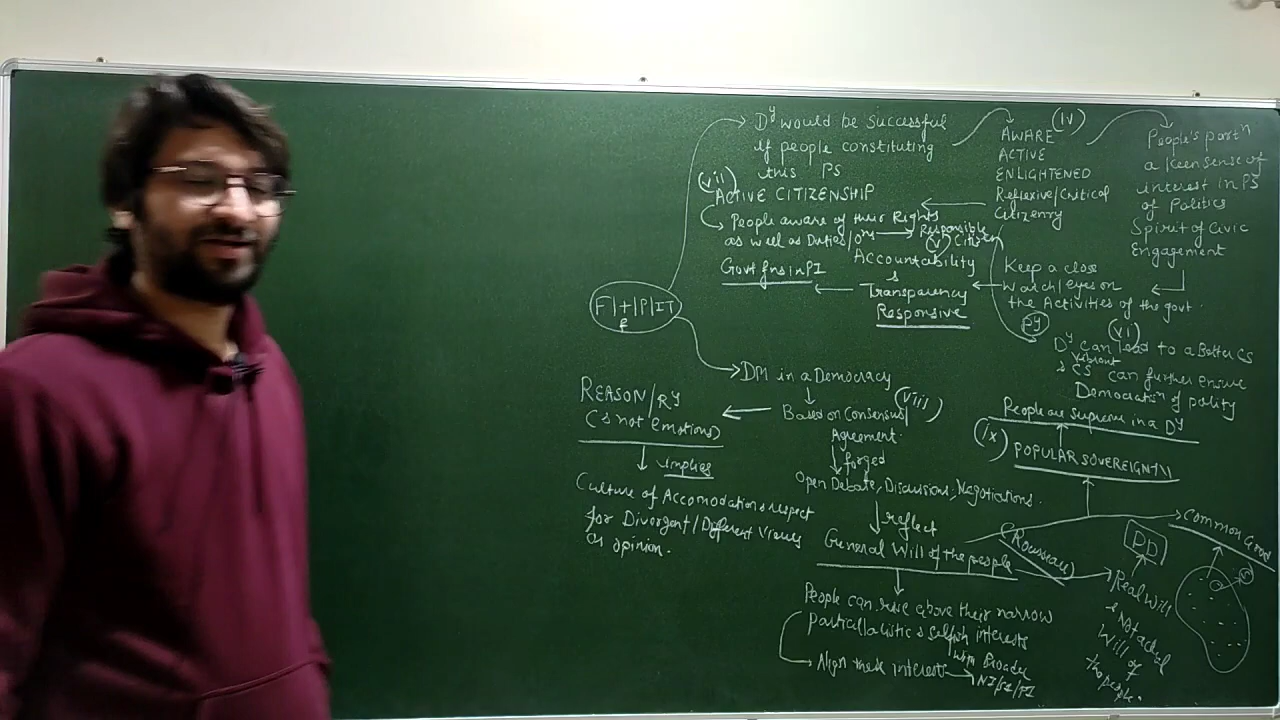 Dʸ would be successful
if people constituting
this PS
(iv)
AWARE
ACTIVE
ENLIGHTENED
Reflexive/Critical
Citizenry
People's partⁿ
a keen sense of
interest in PS
of Politics
Spirit of Civic
Engagement
(vii)
ACTIVE CITIZENSHIP
People aware of their Rights
as well as Duties/
Responsible
(v) Citizen
Accountability
&
Transparency
Responsive
Govt fns in PI
Keep a close
watch/eyes on
the Activities of the govt.
(vi)
Dʸ can lead to a Better CS
& Vibrant CS can further ensure
Democratisⁿ of polity
DM in a Democracy
(viii)
Based on Consensus/
Agreement.
forged
Open Debate, Discussions, Negotiations.
reflect
General Will of the people
(Rousseau)
REASON/Rʸ
(& not emotions)
implies
Culture of Accomodation & respect
for Divergent/Different Views
or opinion.
People are supreme in a Dʸ
(ix)
POPULAR SOVEREIGNTY
Common Good
PD
Real Will
& Not actual
Will of
the people.
People can rise above their narrow
& selfish interests
Align their interests
with Broader